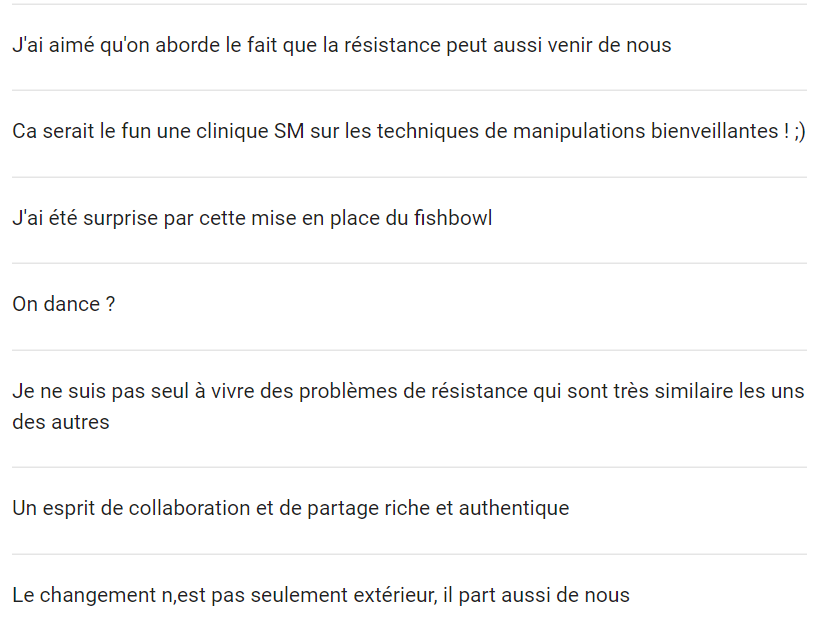 J'ai aimé qu'on aborde le fait que la résistance peut aussi venir de nous
Ca serait le fun une clinique SM sur les techniques de manipulations bienveillantes ! ;)
J'ai été surprise par cette mise en place du fishbowl
On dance ?
Je ne suis pas seul à vivre des problèmes de résistance qui sont très similaire les uns
des autres
Un esprit de collaboration et de partage riche et authentique
Le changement n,est pas seulement extérieur, il part aussi de nous